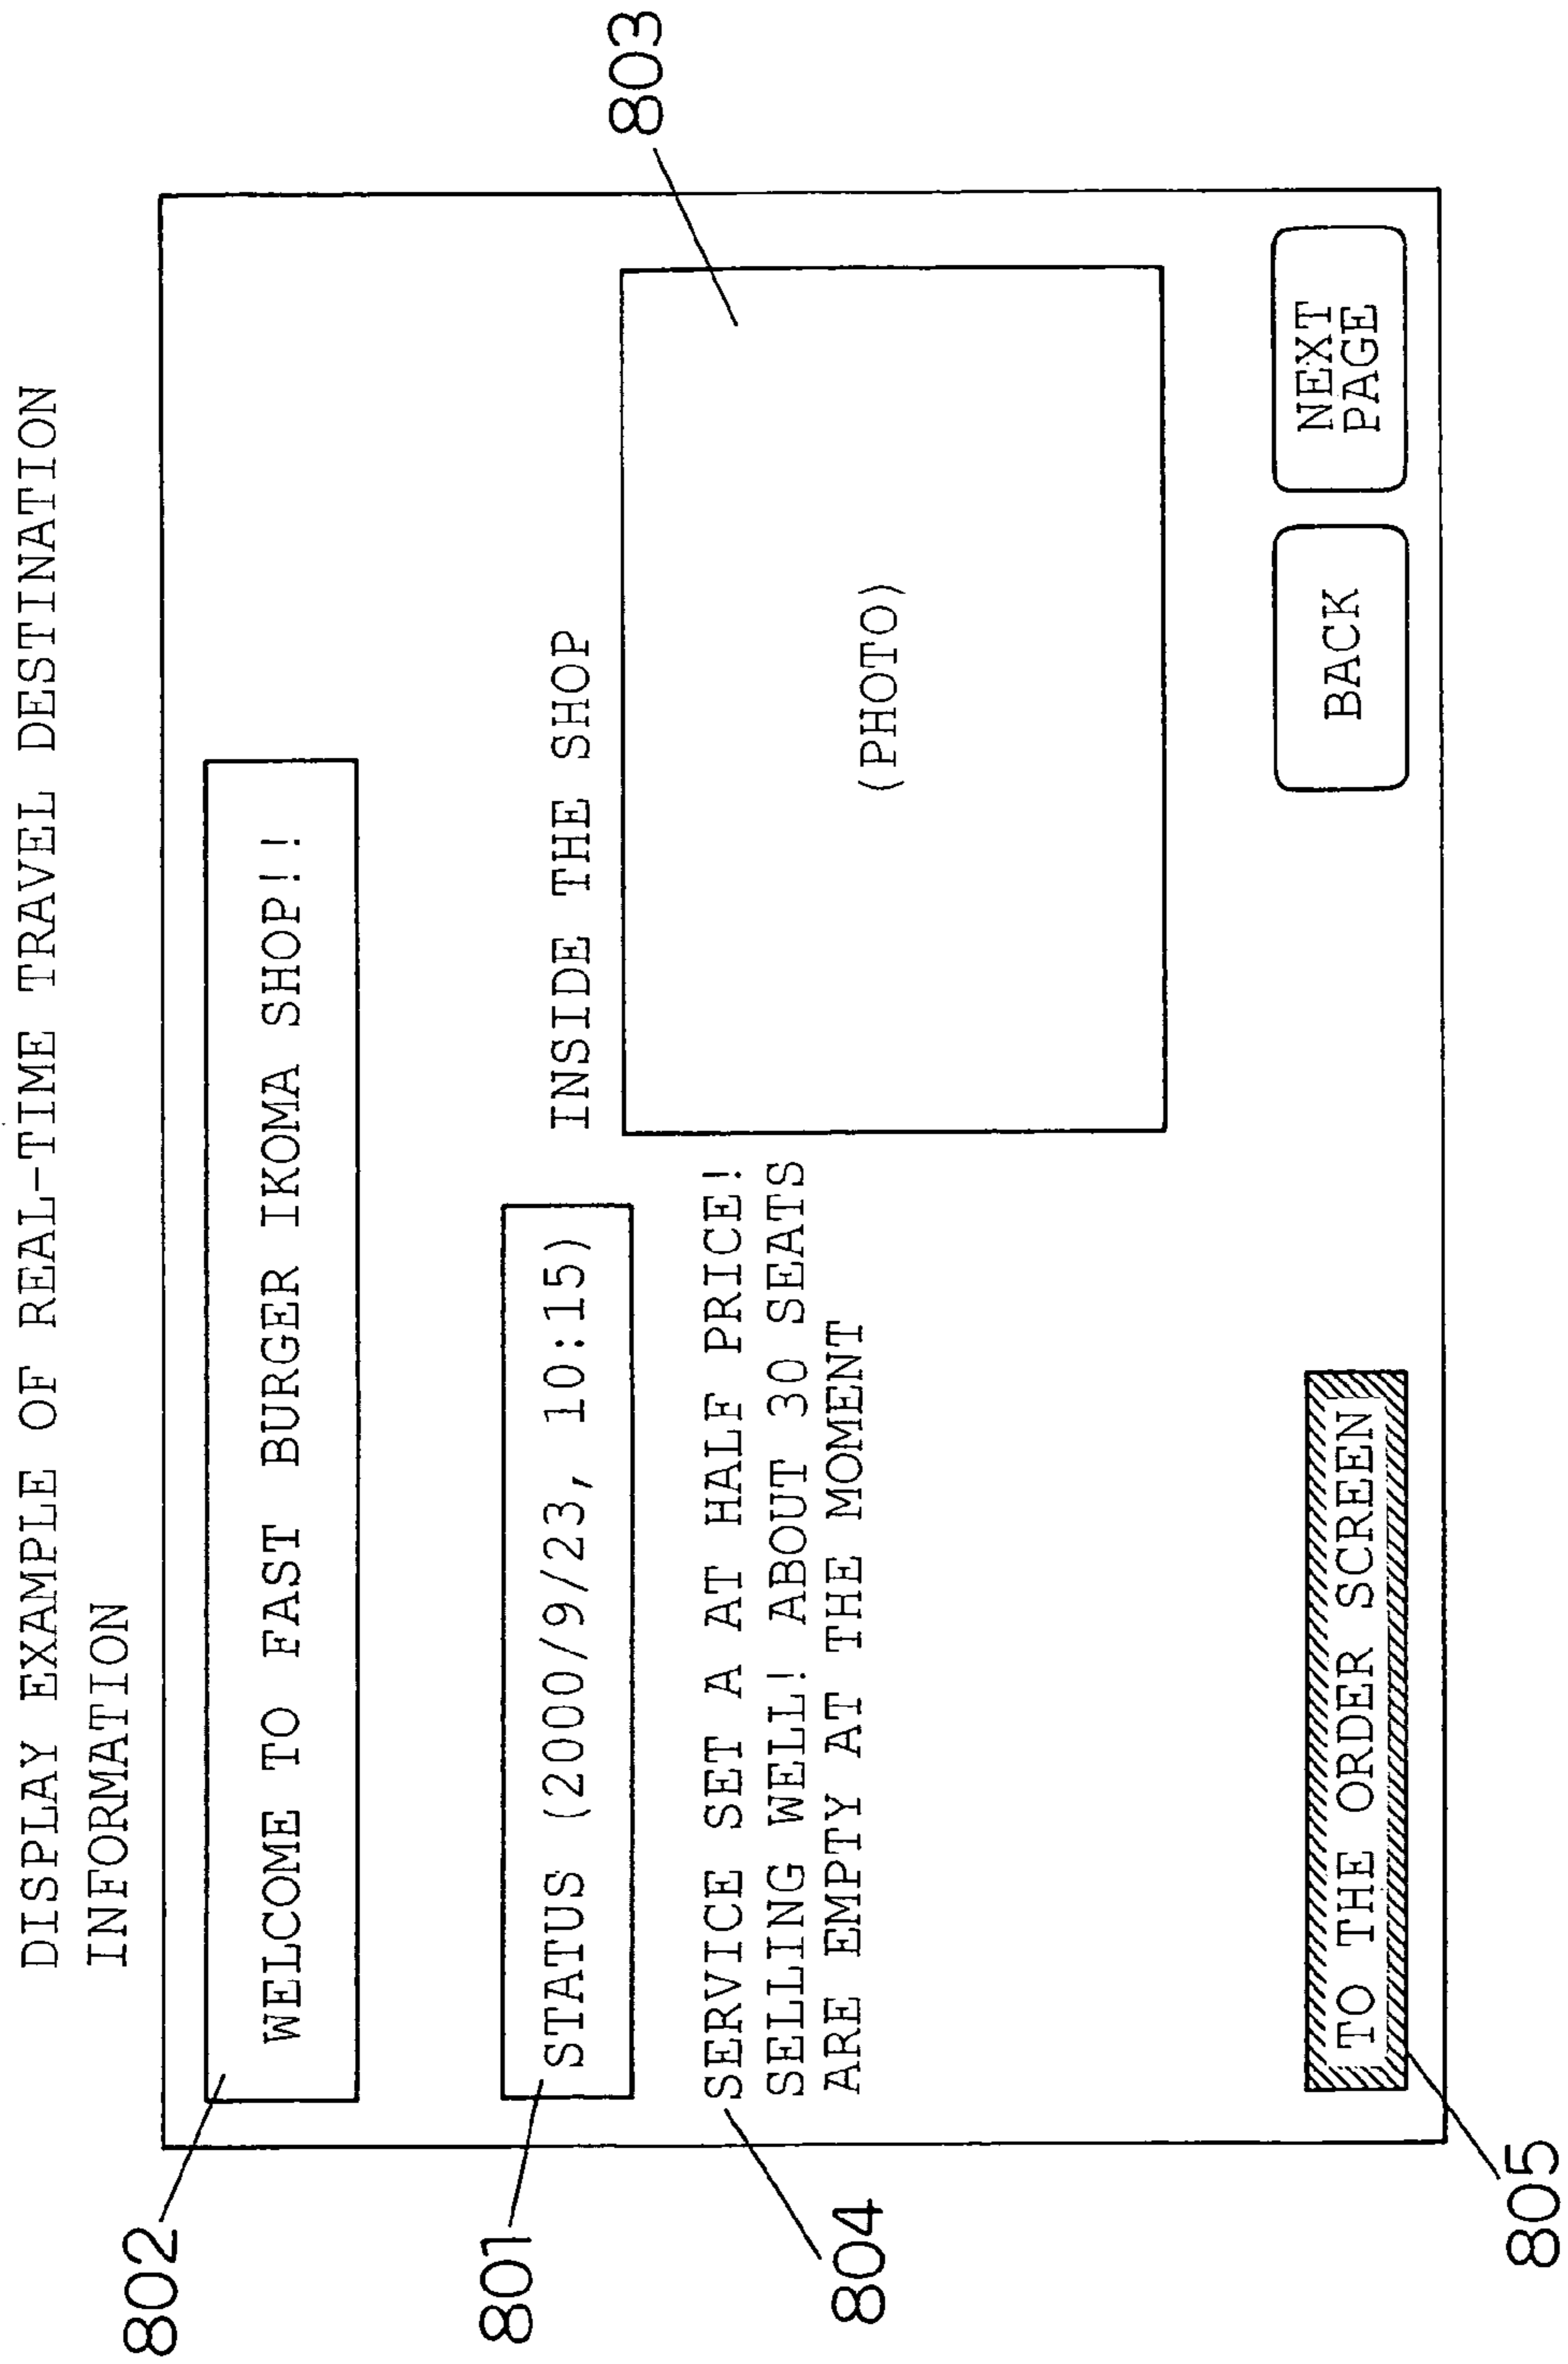 DISPLAY EXAMPLE OF REAL-TIME TRAVEL DESTINATION
INFORMATION
802
WELCOME TO FAST BURGER IKOMA SHOP!!
801
STATUS (2000/9/23, 10:15)
INSIDE THE SHOP
803
804
SERVICE SET A AT HALF PRICE!
SELLING WELL! ABOUT 30 SEATS
ARE EMPTY AT THE MOMENT
(PHOTO)
805
TO THE ORDER SCREEN
BACK
NEXT
PAGE